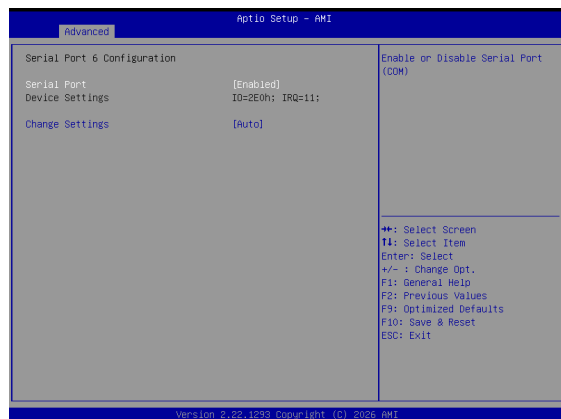 Aptio Setup - AMI
Advanced
Serial Port 6 Configuration
Serial Port [Enabled]
Device Settings IO=2E0h; IRQ=11;
Change Settings [Auto]
Enable or Disable Serial Port
(COM)
→←: Select Screen
↑↓: Select Item
Enter: Select
+/- : Change Opt.
F1: General Help
F2: Previous Values
F9: Optimized Defaults
F10: Save & Reset
ESC: Exit
Version 2.22.1293 Copyright (C) 2026 AMI